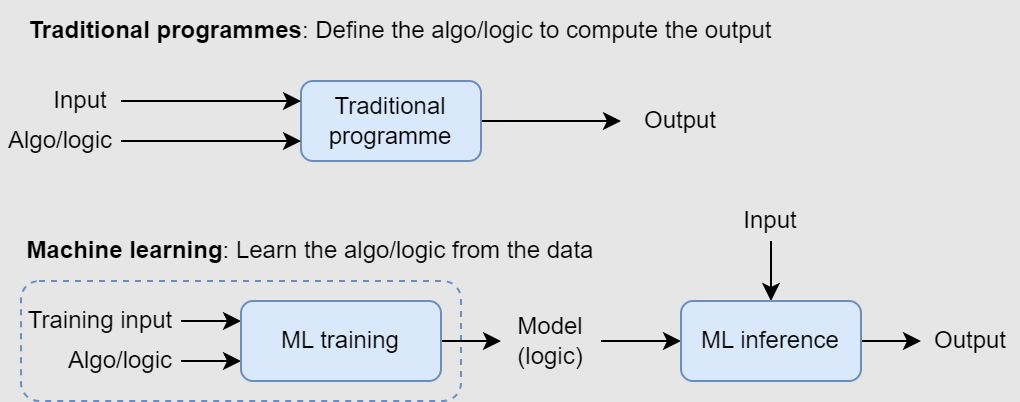 Traditional programmes: Define the algo/logic to compute the output
Input
Algo/logic
Traditional
programme
Output
Input
Machine learning: Learn the algo/logic from the data
Training input
Algo/logic
ML training
Model
(logic)
ML inference
Output